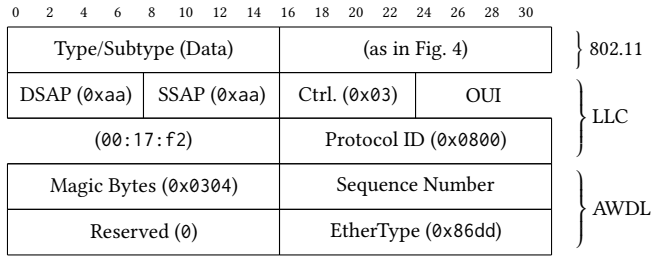 0 2 4 6 8 10 12 14 16 18 20 22 24 26 28 30
Type/Subtype (Data) (as in Fig. 4) 802.11
DSAP (0xaa) SSAP (0xaa) Ctrl. (0x03) OUI
LLC
(00:17:f2) Protocol ID (0x0800)
Magic Bytes (0x0304) Sequence Number
AWDL
Reserved (0) EtherType (0x86dd)